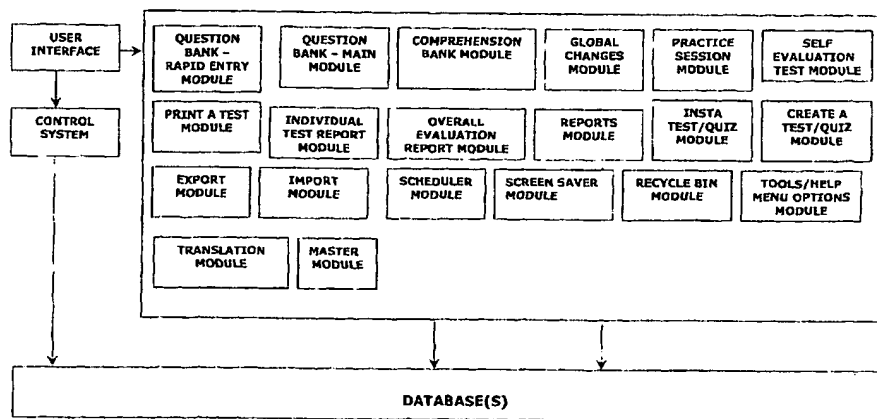 USER
INTERFACE
QUESTION
BANK –
RAPID ENTRY
MODULE
QUESTION
BANK – MAIN
MODULE
COMPREHENSION
BANK MODULE
GLOBAL
CHANGES
MODULE
PRACTICE
SESSION
MODULE
SELF
EVALUATION
TEST MODULE
CONTROL
SYSTEM
PRINT A TEST
MODULE
INDIVIDUAL
TEST REPORT
MODULE
OVERALL
EVALUATION
REPORT MODULE
REPORTS
MODULE
INSTA
TEST/QUIZ
MODULE
CREATE A
TEST/QUIZ
MODULE
EXPORT
MODULE
IMPORT
MODULE
SCHEDULER
MODULE
SCREEN SAVER
MODULE
RECYCLE BIN
MODULE
TOOLS/HELP
MENU OPTIONS
MODULE
TRANSLATION
MODULE
MASTER
MODULE
DATABASE(S)